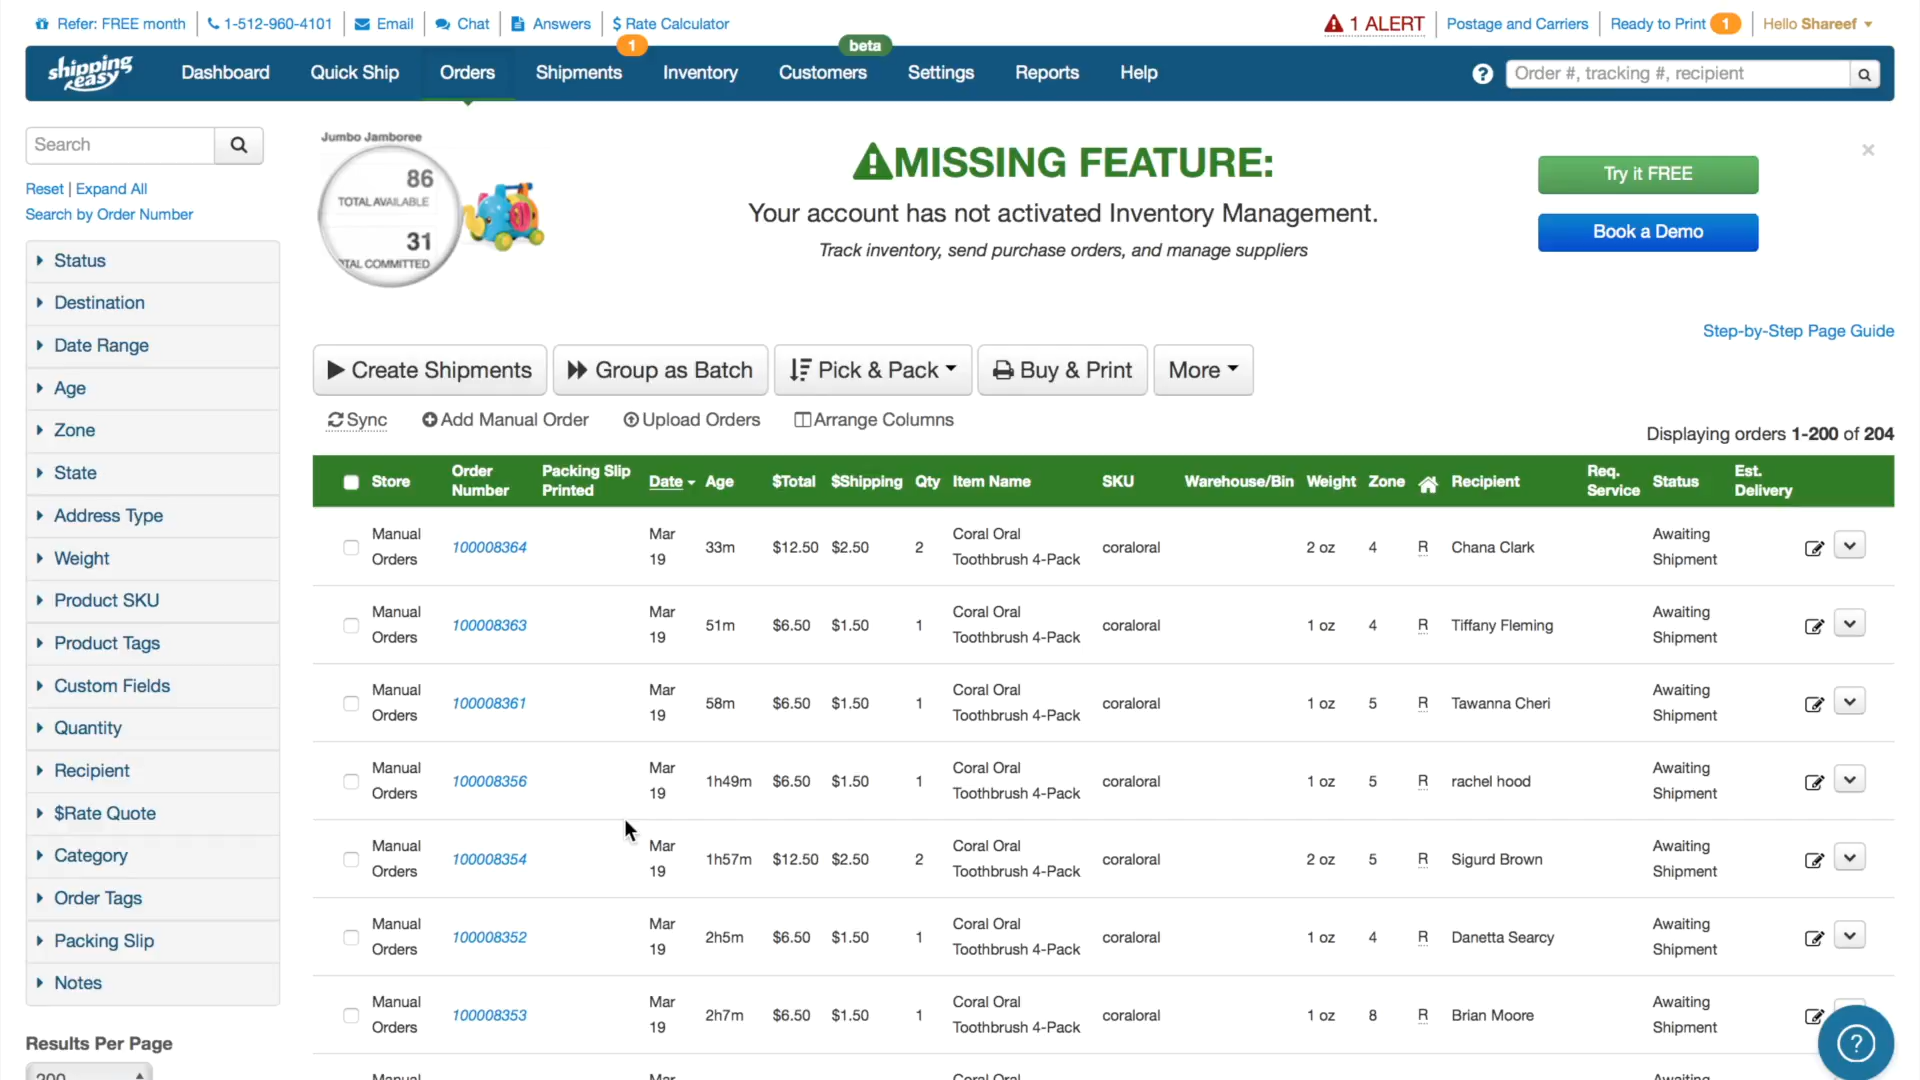 Refer: FREE month
1-512-960-4101
Email
Chat
Answers
$ Rate Calculator
1 ALERT
Postage and Carriers
Ready to Print 1
Hello Shareef
shipping easy
Dashboard
Quick Ship
Orders
Shipments
1
Inventory
Customers
beta
Settings
Reports
Help
?
Order #, tracking #, recipient
Search
Reset | Expand All
Search by Order Number
Status
Destination
Date Range
Age
Zone
State
Address Type
Weight
Product SKU
Product Tags
Custom Fields
Quantity
Recipient
$Rate Quote
Category
Order Tags
Packing Slip
Notes
Results Per Page
200
Jumbo Jamboree
86
TOTAL AVAILABLE
31
TAL COMMITTED
MISSING FEATURE:
Your account has not activated Inventory Management.
Track inventory, send purchase orders, and manage suppliers
Try it FREE
Book a Demo
×
Step-by-Step Page Guide
Create Shipments
Group as Batch
Pick & Pack
Buy & Print
More
Sync
Add Manual Order
Upload Orders
Arrange Columns
Displaying orders 1-200 of 204
Store Order Number Packing Slip Printed Date Age $Total $Shipping Qty Item Name SKU Warehouse/Bin Weight Zone Recipient Req. Service Status Est. Delivery
Manual Orders 100008364 Mar 19 33m $12.50 $2.50 2 Coral Oral Toothbrush 4-Pack coraloral 2 oz 4 R Chana Clark Awaiting Shipment
Manual Orders 100008363 Mar 19 51m $6.50 $1.50 1 Coral Oral Toothbrush 4-Pack coraloral 1 oz 4 R Tiffany Fleming Awaiting Shipment
Manual Orders 100008361 Mar 19 58m $6.50 $1.50 1 Coral Oral Toothbrush 4-Pack coraloral 1 oz 5 R Tawanna Cheri Awaiting Shipment
Manual Orders 100008356 Mar 19 1h49m $6.50 $1.50 1 Coral Oral Toothbrush 4-Pack coraloral 1 oz 5 R rachel hood Awaiting Shipment
Manual Orders 100008354 Mar 19 1h57m $12.50 $2.50 2 Coral Oral Toothbrush 4-Pack coraloral 2 oz 5 R Sigurd Brown Awaiting Shipment
Manual Orders 100008352 Mar 19 2h5m $6.50 $1.50 1 Coral Oral Toothbrush 4-Pack coraloral 1 oz 4 R Danetta Searcy Awaiting Shipment
Manual Orders 100008353 Mar 19 2h7m $6.50 $1.50 1 Coral Oral Toothbrush 4-Pack coraloral 1 oz 8 R Brian Moore Awaiting Shipment
Manual Mar Coral Oral Awaiting
?